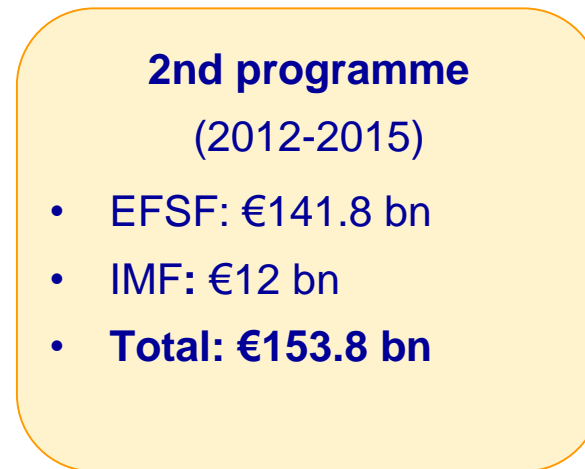 2nd programme
(2012-2015)
• EFSF: €141.8 bn
• IMF: €12 bn
• Total: €153.8 bn